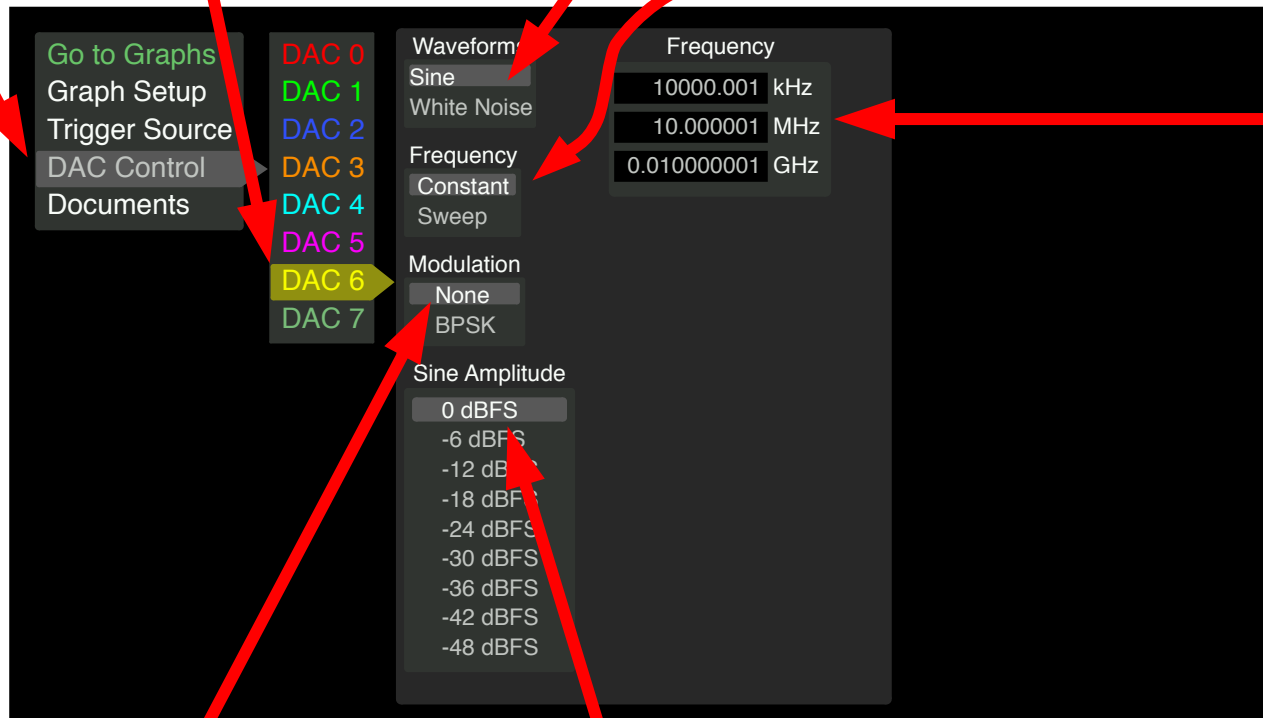 Go to Graphs
Graph Setup
Trigger Source
DAC Control
Documents
DAC 0
DAC 1
DAC 2
DAC 3
DAC 4
DAC 5
DAC 6
DAC 7
Waveforms
Sine
White Noise
Frequency
Constant
Sweep
Modulation
None
BPSK
Sine Amplitude
0 dBFS
-6 dBFS
-12 dBFS
-18 dBFS
-24 dBFS
-30 dBFS
-36 dBFS
-42 dBFS
-48 dBFS
Frequency
10000.001 kHz
10.000001 MHz
0.010000001 GHz